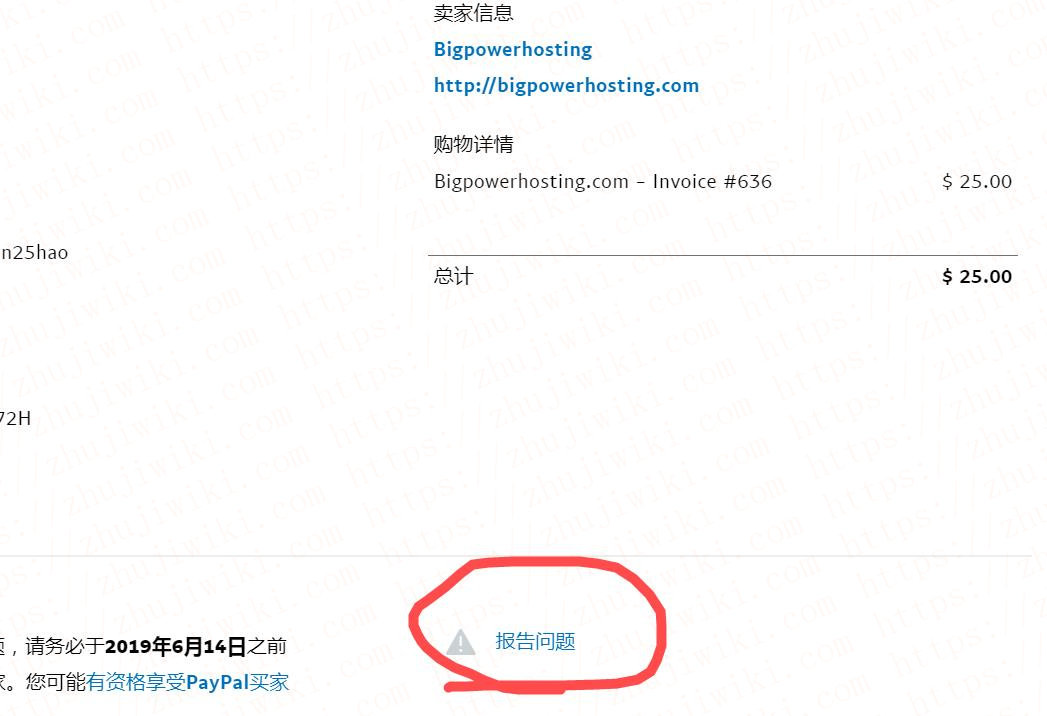 卖家信息
Bigpowerhosting
http://bigpowerhosting.com
购物详情
Bigpowerhosting.com - Invoice #636 $ 25.00
n25hao
总计 $ 25.00
72H
，请务必于2019年6月14日之前
报告问题
。您可能有资格享受PayPal买家
https://zhujiwiki.com